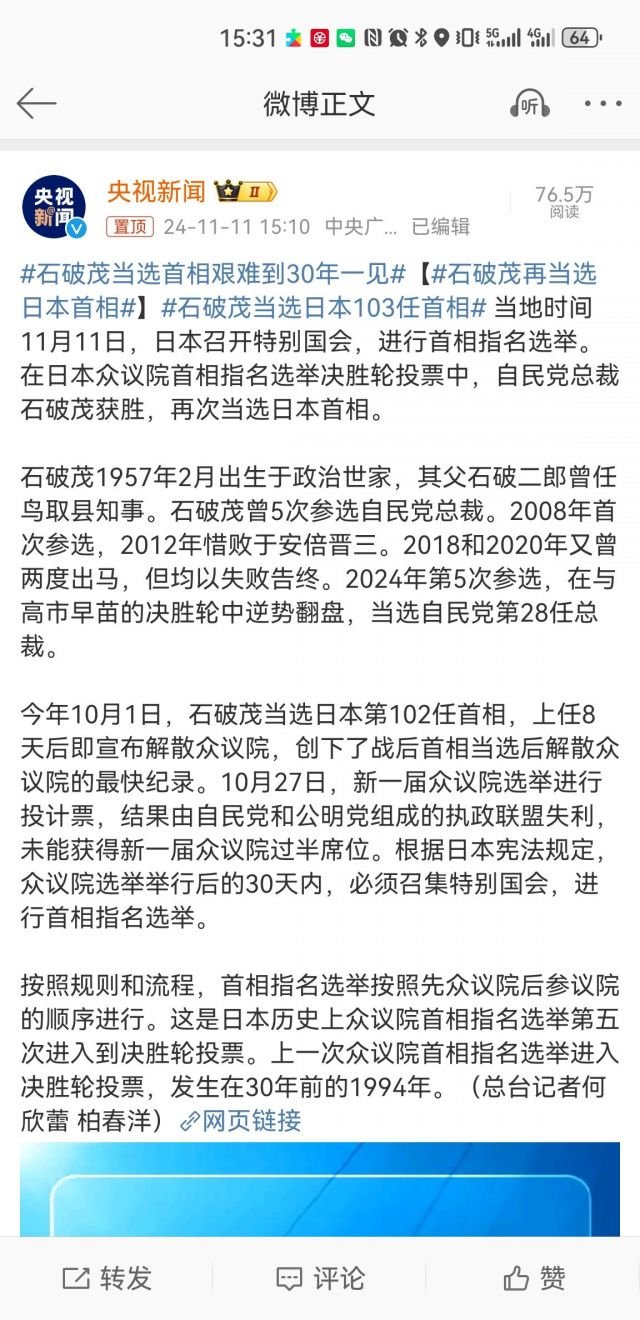 15:31
5G
4G
64
微博正文
听
央视新闻
II
央视
新闻
76.5万
阅读
置顶 24-11-11 15:10 中央广... 已编辑
#石破茂当选首相艰难到30年一见#【#石破茂再当选
日本首相#】#石破茂当选日本103任首相# 当地时间
11月11日，日本召开特别国会，进行首相指名选举。
在日本众议院首相指名选举决胜轮投票中，自民党总裁
石破茂获胜，再次当选日本首相。
石破茂1957年2月出生于政治世家，其父石破二郎曾任
鸟取县知事。石破茂曾5次参选自民党总裁。2008年首
次参选，2012年惜败于安倍晋三。2018和2020年又曾
两度出马，但均以失败告终。2024年第5次参选，在与
高市早苗的决胜轮中逆势翻盘，当选自民党第28任总
裁。
今年10月1日，石破茂当选日本第102任首相，上任8
天后即宣布解散众议院，创下了战后首相当选后解散众
议院的最快纪录。10月27日，新一届众议院选举进行
投计票，结果由自民党和公明党组成的执政联盟失利，
未能获得新一届众议院过半席位。根据日本宪法规定，
众议院选举举行后的30天内，必须召集特别国会，进
行首相指名选举。
按照规则和流程，首相指名选举按照先众议院后参议院
的顺序进行。这是日本历史上众议院首相指名选举第五
次进入到决胜轮投票。上一次众议院首相指名选举进入
决胜轮投票，发生在30年前的1994年。（总台记者何
欣蕾 柏春洋）网页链接
转发
评论
赞